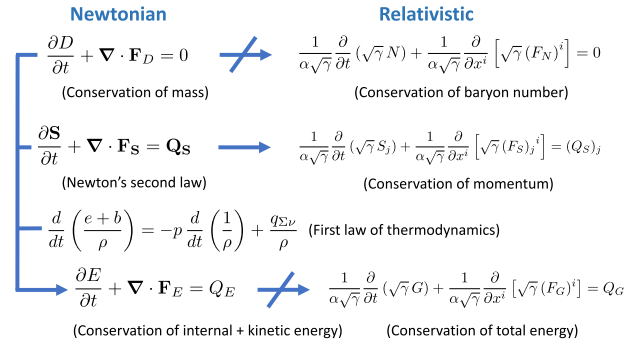 Newtonian Relativistic
∂D/∂t + ∇ · F_D = 0 1/(α√γ) ∂/∂t (√γ N) + 1/(α√γ) ∂/∂x^i [√γ (F_N)^i] = 0
(Conservation of mass) (Conservation of baryon number)
∂S/∂t + ∇ · F_S = Q_S 1/(α√γ) ∂/∂t (√γ S_j) + 1/(α√γ) ∂/∂x^i [√γ (F_S)_j^i] = (Q_S)_j
(Newton's second law) (Conservation of momentum)
d/dt ((e + b)/ρ) = −p d/dt (1/ρ) + q_Σν/ρ (First law of thermodynamics)
∂E/∂t + ∇ · F_E = Q_E 1/(α√γ) ∂/∂t (√γ G) + 1/(α√γ) ∂/∂x^i [√γ (F_G)^i] = Q_G
(Conservation of internal + kinetic energy) (Conservation of total energy)